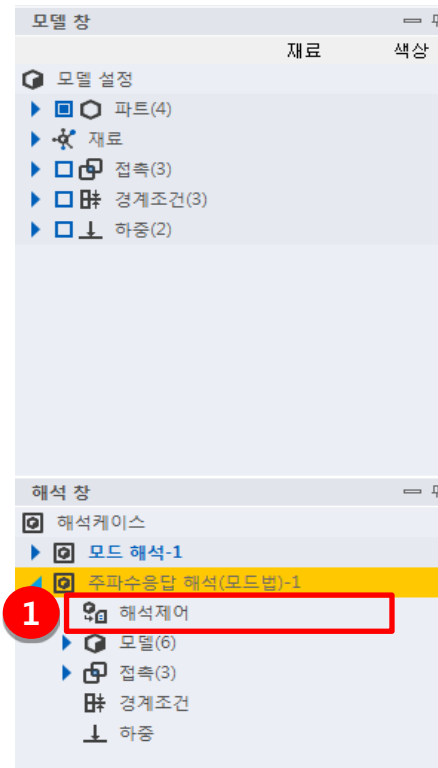 모델 창
재료 색상
모델 설정
파트(4)
재료
접촉(3)
경계조건(3)
하중(2)
해석 창
해석케이스
모드 해석-1
주파수응답 해석(모드법)-1
1 해석제어
모델(6)
접촉(3)
경계조건
하중